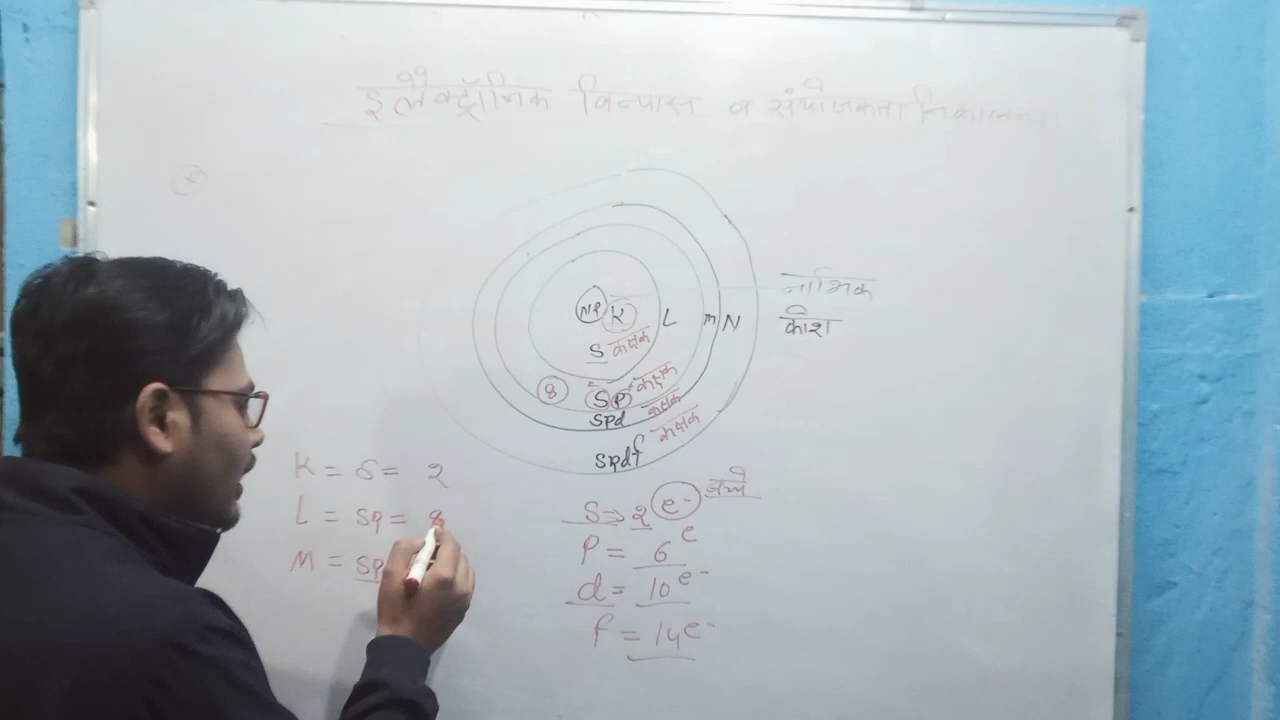 इलेक्ट्रॉनिक विन्यास व संयोजकता निकालना
NP K L m N
नाभिक
कोश
S कक्षक
8 SP कक्षक
spd कक्षक
spdf कक्षक
K = S = 2
L = SP = 8
M = SP
S ⇒ 2 e-
P = 6 e
d = 10 e-
f = 14 e-